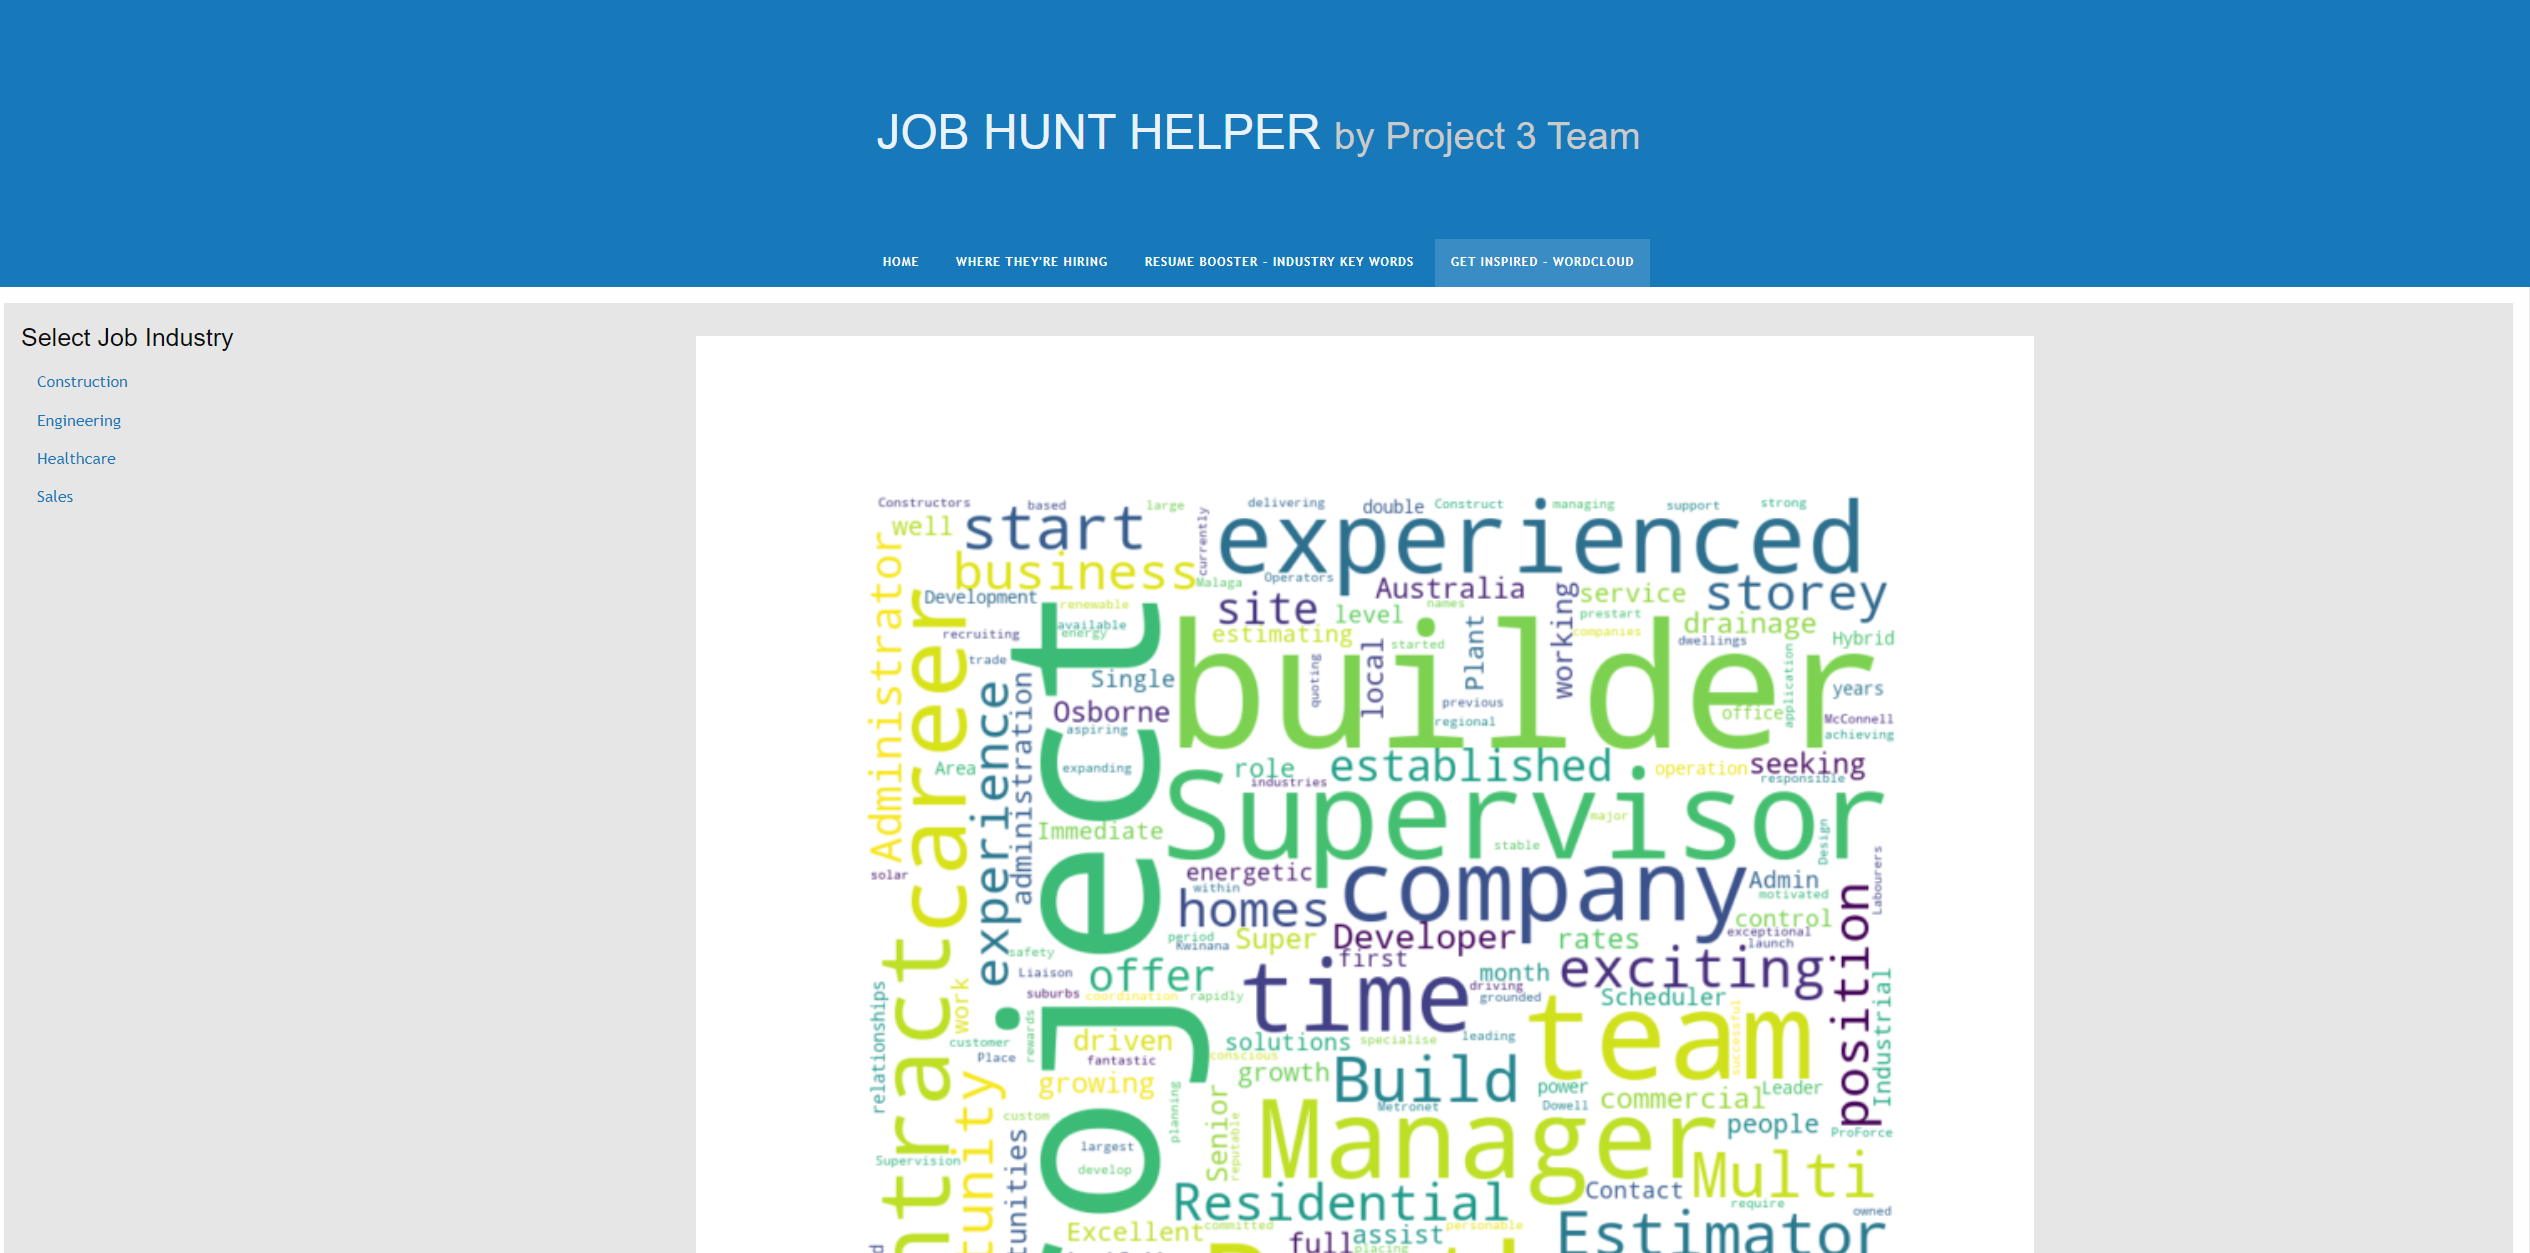 JOB HUNT HELPER by Project 3 Team
HOME
WHERE THEY'RE HIRING
RESUME BOOSTER - INDUSTRY KEY WORDS
GET INSPIRED - WORDCLOUD
Select Job Industry
Construction
Engineering
Healthcare
Sales
Constructors
based
large
delivering
double
Construct
managing
support
strong
well
start
currently
experienced
business
Malaga
Operators
Australia
working
service
storey
Administrator
career
Development
renewable
site
level
names
prestart
drainage
recruiting
available
energy
estimating
started
Plant
companies
dwellings
Hybrid
trade
Single
quoting
local
builder
application
years
experience
administration
Osborne
previous
office
McConnell
aspiring
regional
achieving
Area
expanding
role
industries
established
operation
seeking
responsible
Immediate
Supervisor
major
stable
Design
solar
energetic
within
homes
company
Admin
motivated
Labourers
control
period
Kwinana
Super
Developer
rates
exceptional
launch
safety
Liaison
offer
first
month
exciting
position
suburbs
coordination
rapidly
time
driving
grounded
Scheduler
Industrial
relationships
work
rewards
customer
Place
driven
fantastic
conscious
solutions
specialise
leading
team
successful
growing
growth
Build
power
Leader
custom
planning
Senior
reputable
Metronet
Dowell
commercial
people
ProForce
largest
develop
Supervision
Manager
Multi
Residential
Contact
require
Excellent
committed
assist
personable
Estimator
owned
full
placing